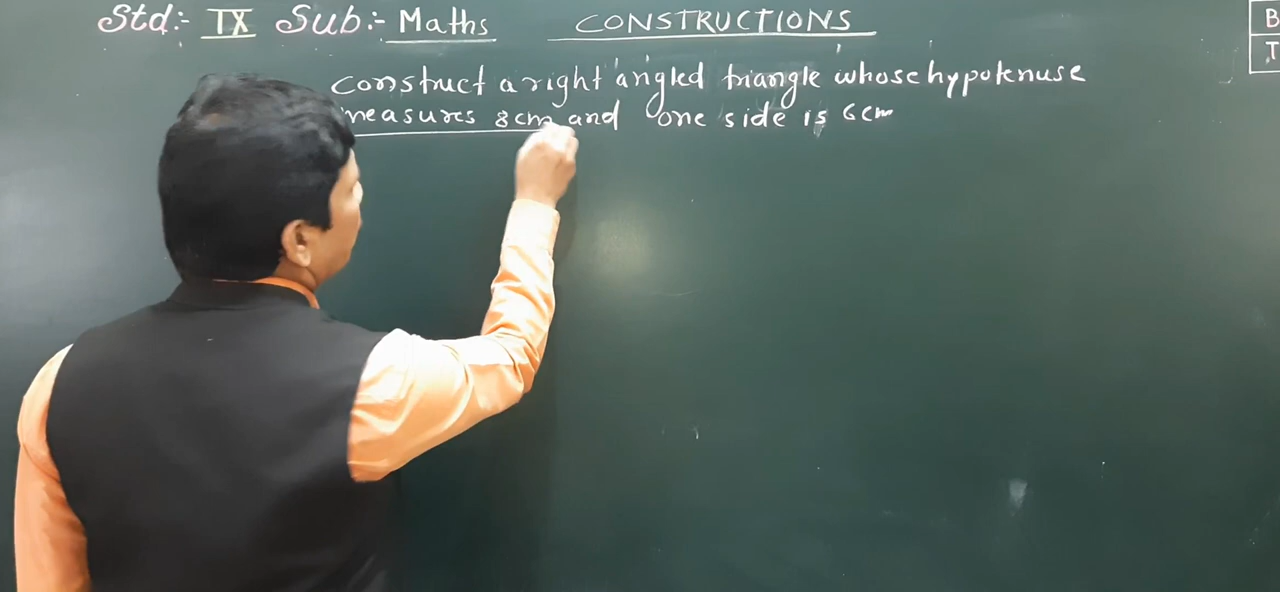 Std:- IX Sub:- Maths CONSTRUCTIONS
construct a right angled triangle whose hypotenuse
measures 8cm and one side is 6cm
B
T